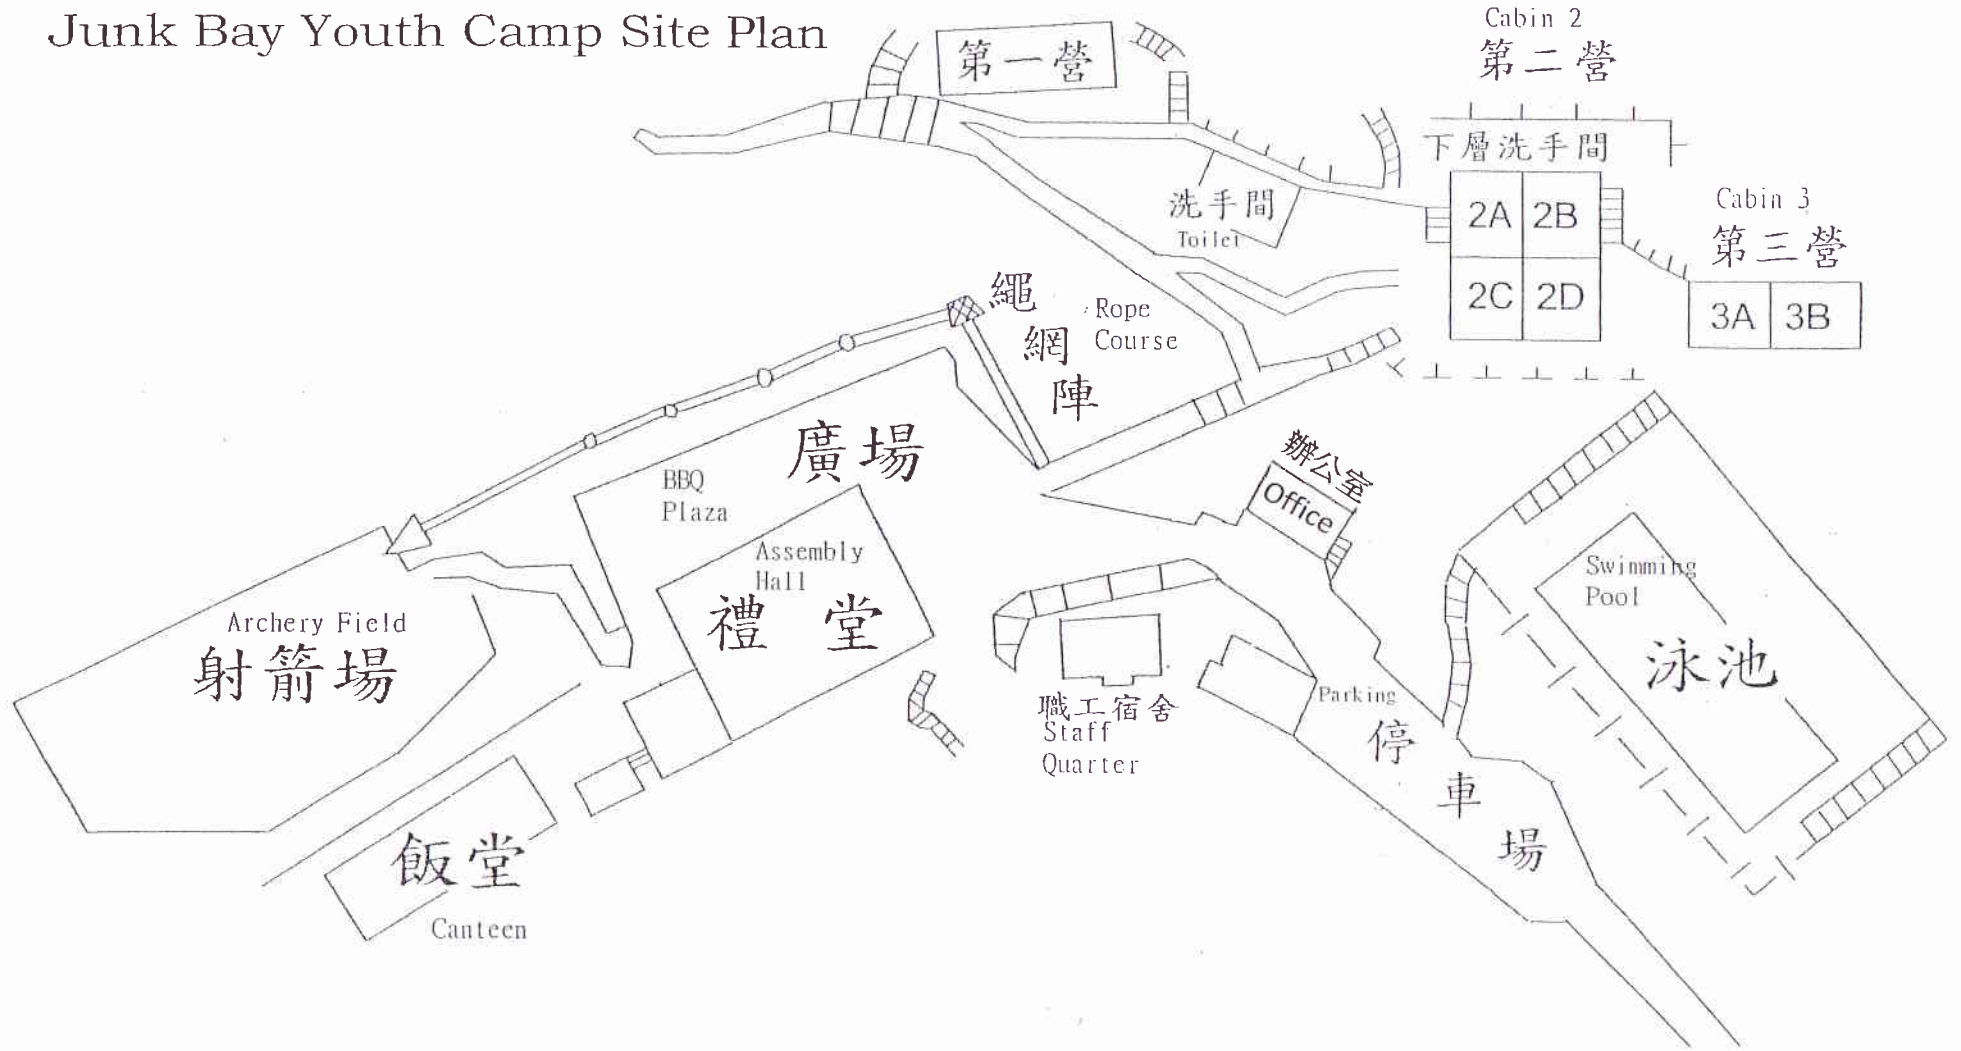 Junk Bay Youth Camp Site Plan
第一營
Cabin 2
第二營
下層洗手間
2A 2B
2C 2D
洗手間
Toilet
Cabin 3
第三營
3A 3B
繩
網
陣
Rope
Course
廣場
BBQ
Plaza
辦公室
Office
Assembly
Hall
禮堂
Archery Field
射箭場
Swimming
Pool
泳池
職工宿舍
Staff
Quarter
Parking
停
車
場
飯堂
Canteen